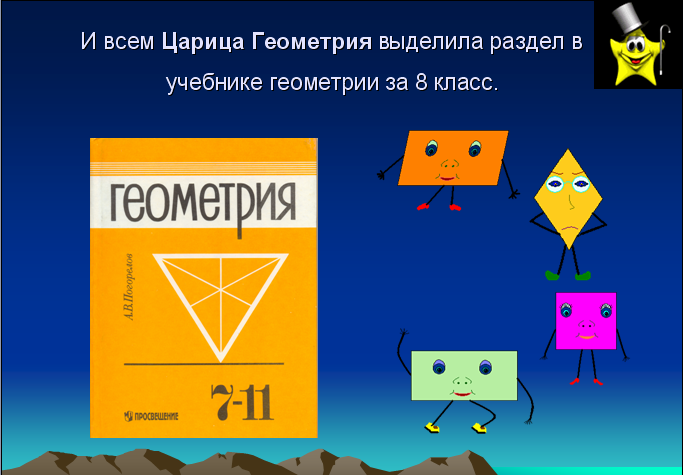 И всем Царица Геометрия выделила раздел в
учебнике геометрии за 8 класс.
геометрия
А.В.Погорелов
7-11
ПРОСВЕЩЕНИЕ